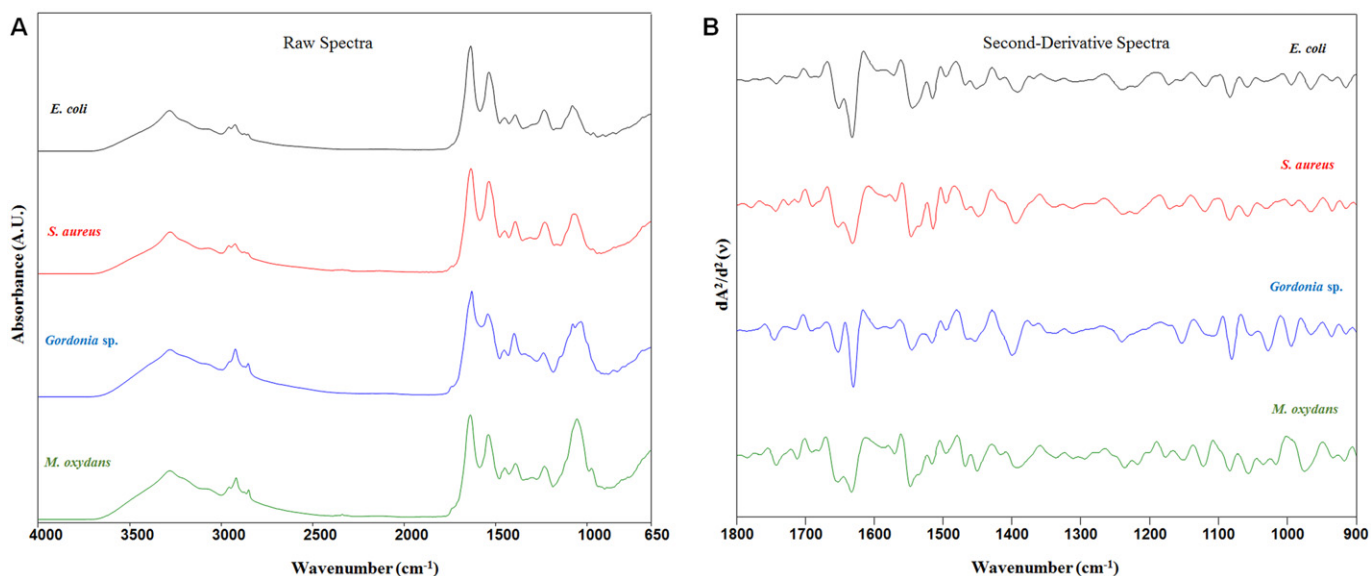 A
Raw Spectra
E. coli
S. aureus
Gordonia sp.
M. oxydans
Absorbance (A.U.)
4000 3500 3000 2000 1500 1000 650
Wavenumber (cm⁻¹)
B
Second-Derivative Spectra
E. coli
S. aureus
Gordonia sp.
M. oxydans
dA²/d² (ν)
1800 1700 1600 1500 1400 1300 1200 1100 1000 900
Wavenumber (cm⁻¹)